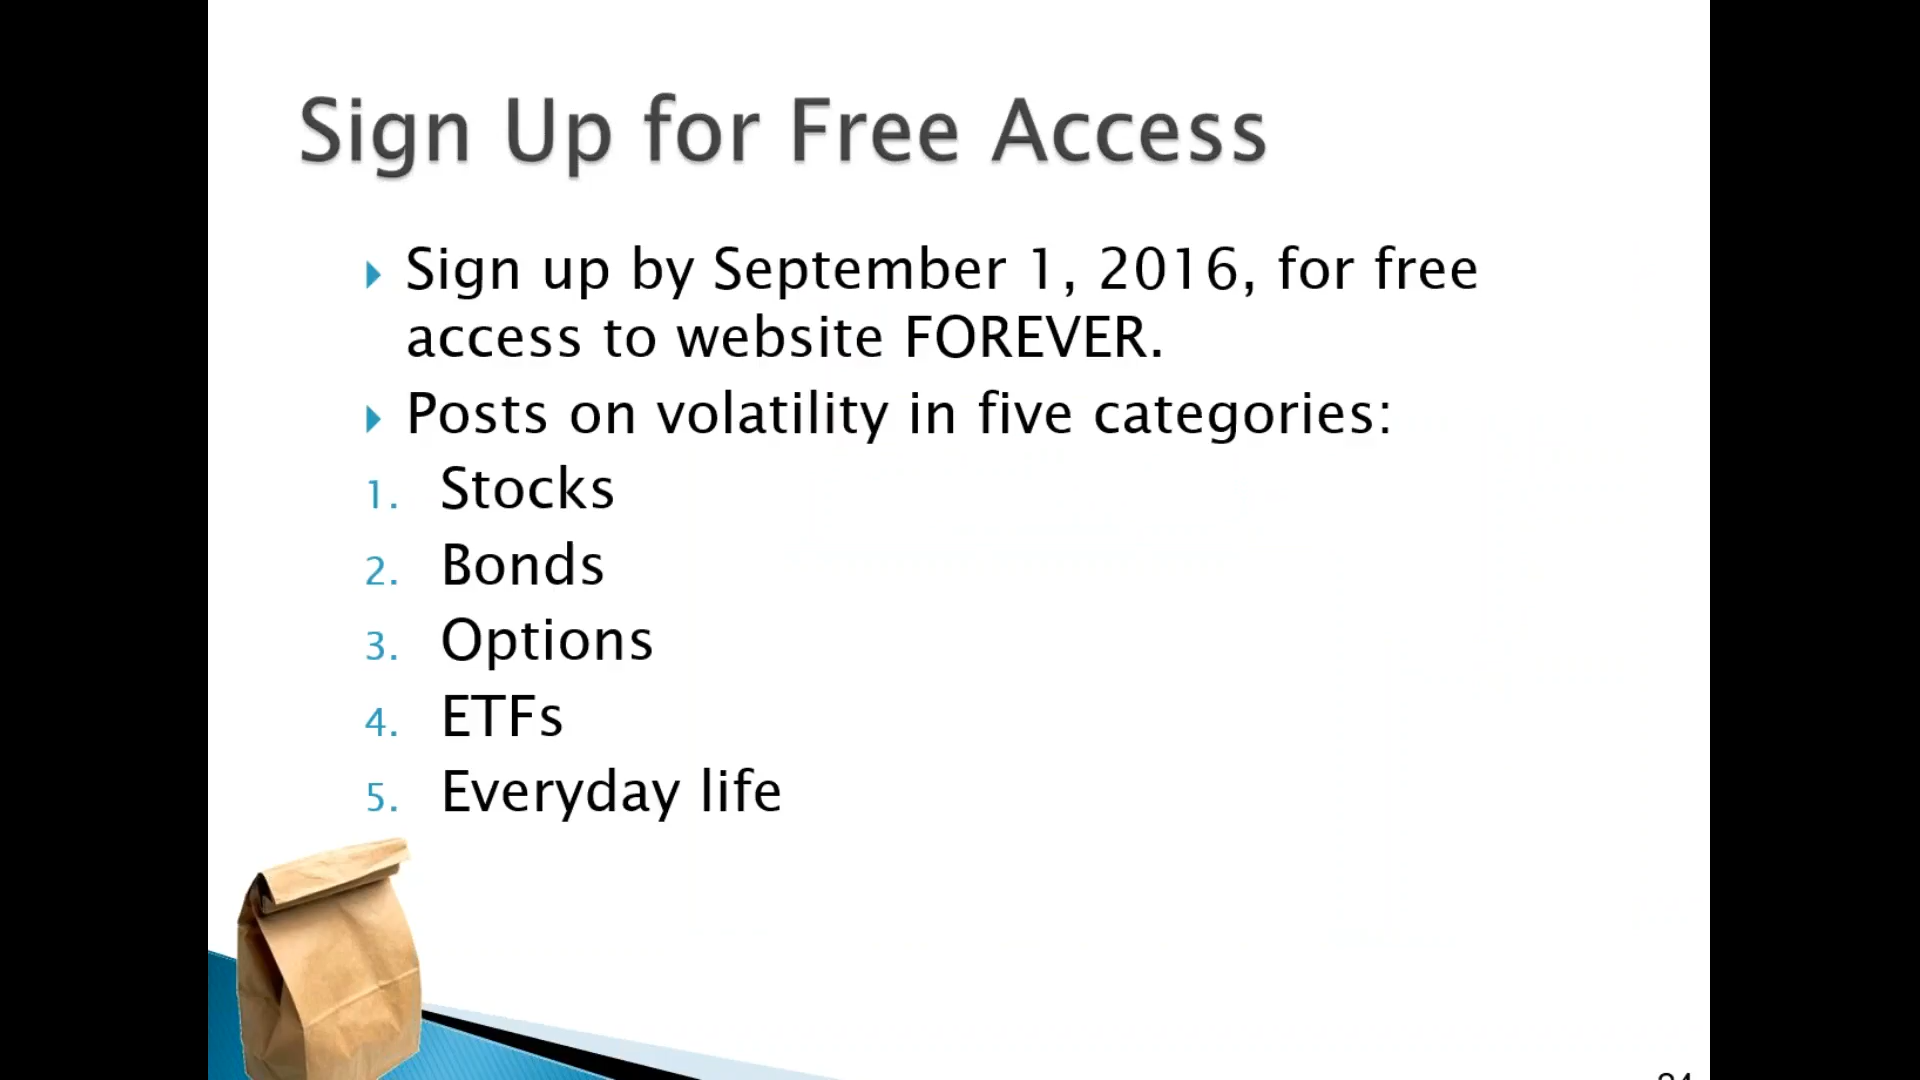 Sign Up for Free Access
Sign up by September 1, 2016, for free
access to website FOREVER.
Posts on volatility in five categories:
1. Stocks
2. Bonds
3. Options
4. ETFs
5. Everyday life